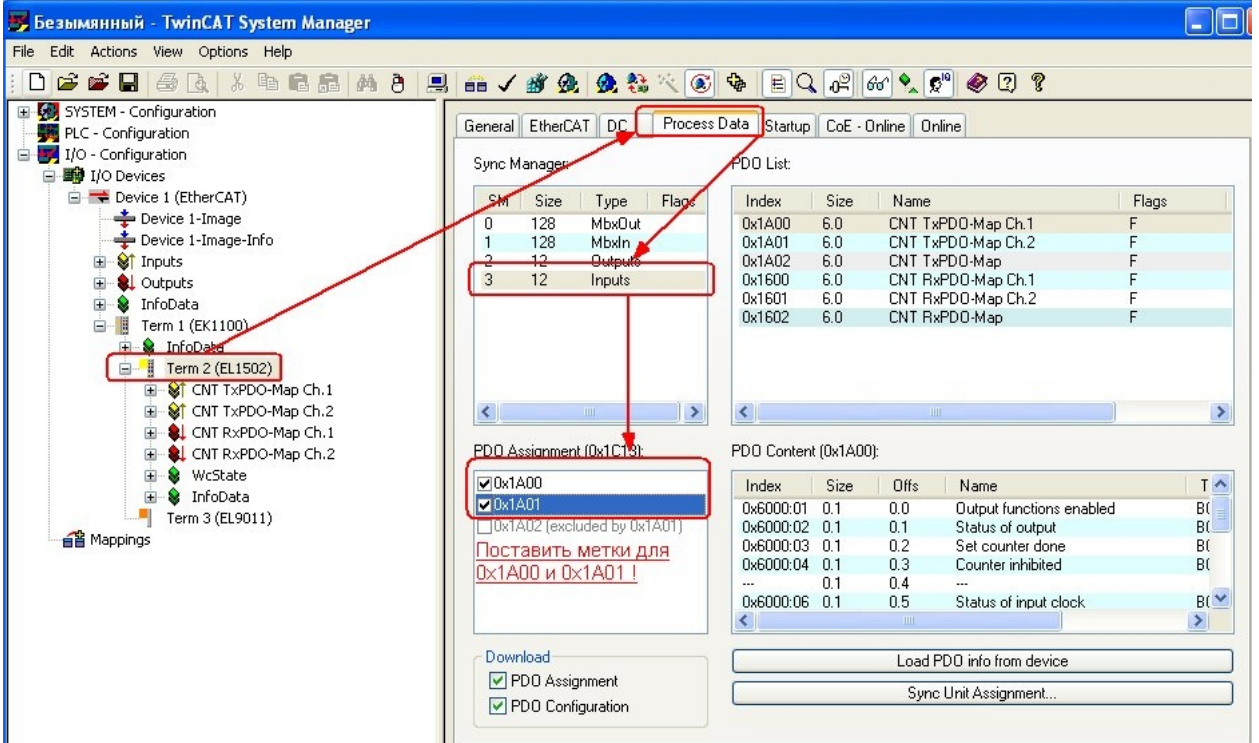 Безымянный - TwinCAT System Manager
File Edit Actions View Options Help
SYSTEM - Configuration
PLC - Configuration
I/O - Configuration
I/O Devices
Device 1 (EtherCAT)
Device 1-Image
Device 1-Image-Info
Inputs
Outputs
InfoData
Term 1 (EK1100)
InfoData
Term 2 (EL1502)
CNT TxPDO-Map Ch.1
CNT TxPDO-Map Ch.2
CNT RxPDO-Map Ch.1
CNT RxPDO-Map Ch.2
WcState
InfoData
Term 3 (EL9011)
Mappings
General EtherCAT DC Process Data Startup CoE - Online Online
Sync Manager:
SM Size Type Flags
0 128 MbxOut
1 128 MbxIn
2 12 Outputs
3 12 Inputs
PDO List:
Index Size Name Flags
0x1A00 6.0 CNT TxPDO-Map Ch.1 F
0x1A01 6.0 CNT TxPDO-Map Ch.2 F
0x1A02 6.0 CNT TxPDO-Map F
0x1600 6.0 CNT RxPDO-Map Ch.1 F
0x1601 6.0 CNT RxPDO-Map Ch.2 F
0x1602 6.0 CNT RxPDO-Map F
PDO Assignment (0x1C13):
0x1A00
0x1A01
0x1A02 (excluded by 0x1A01)
Поставить метки для
0x1A00 и 0x1A01 !
PDO Content (0x1A00):
Index Size Offs Name T
0x6000:01 0.1 0.0 Output functions enabled
0x6000:02 0.1 0.1 Status of output
0x6000:03 0.1 0.2 Set counter done
0x6000:04 0.1 0.3 Counter inhibited
--- 0.1 0.4 ---
0x6000:06 0.1 0.5 Status of input clock
Download
PDO Assignment
PDO Configuration
Load PDO info from device
Sync Unit Assignment...